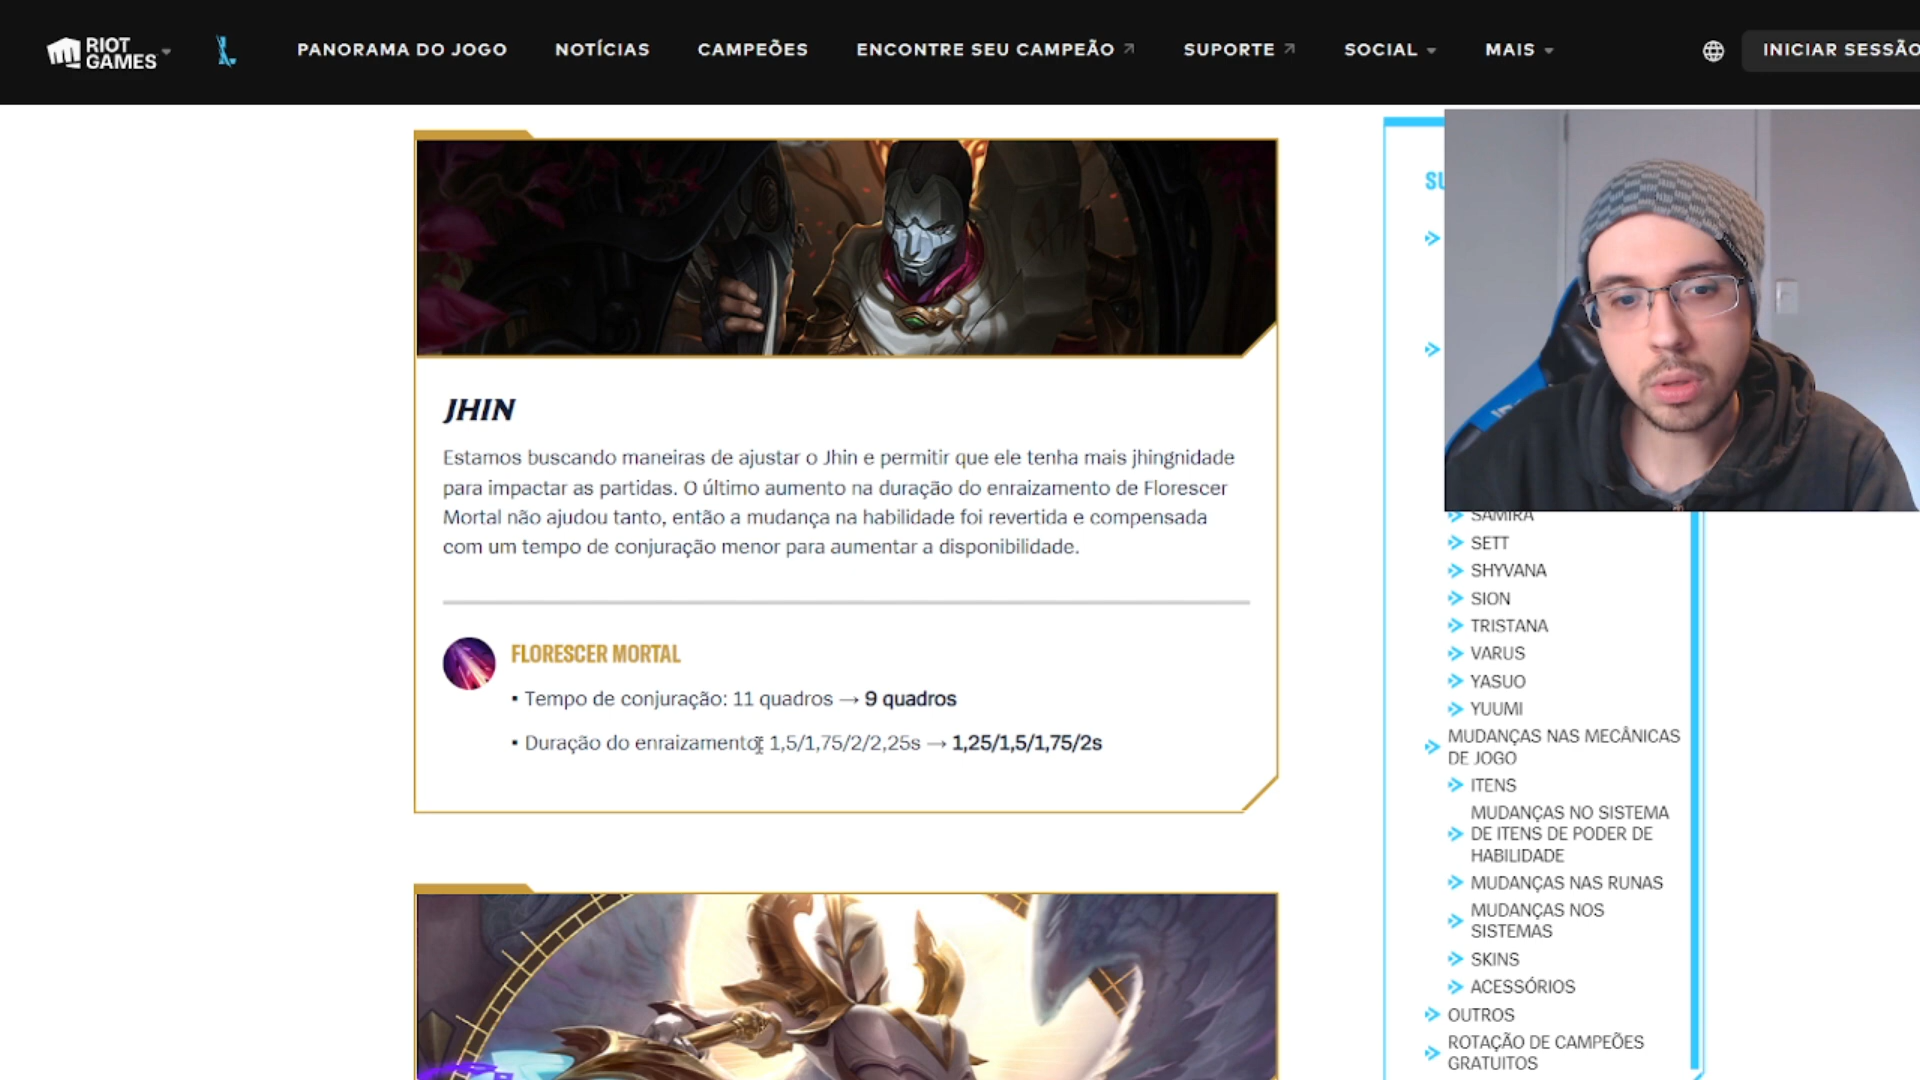 RIOT GAMES
PANORAMA DO JOGO
NOTÍCIAS
CAMPEÕES
ENCONTRE SEU CAMPEÃO
SUPORTE
SOCIAL
MAIS
INICIAR SESSÃO
JHIN
Estamos buscando maneiras de ajustar o Jhin e permitir que ele tenha mais jhingnidade
para impactar as partidas. O último aumento na duração do enraizamento de Florescer
Mortal não ajudou tanto, então a mudança na habilidade foi revertida e compensada
com um tempo de conjuração menor para aumentar a disponibilidade.
FLORESCER MORTAL
▪ Tempo de conjuração: 11 quadros → 9 quadros
▪ Duração do enraizamento: 1,5/1,75/2/2,25s → 1,25/1,5/1,75/2s
SAMIRA
SETT
SHYVANA
SION
TRISTANA
VARUS
YASUO
YUUMI
MUDANÇAS NAS MECÂNICAS
DE JOGO
ITENS
MUDANÇAS NO SISTEMA
DE ITENS DE PODER DE
HABILIDADE
MUDANÇAS NAS RUNAS
MUDANÇAS NOS
SISTEMAS
SKINS
ACESSÓRIOS
OUTROS
ROTAÇÃO DE CAMPEÕES
GRATUITOS